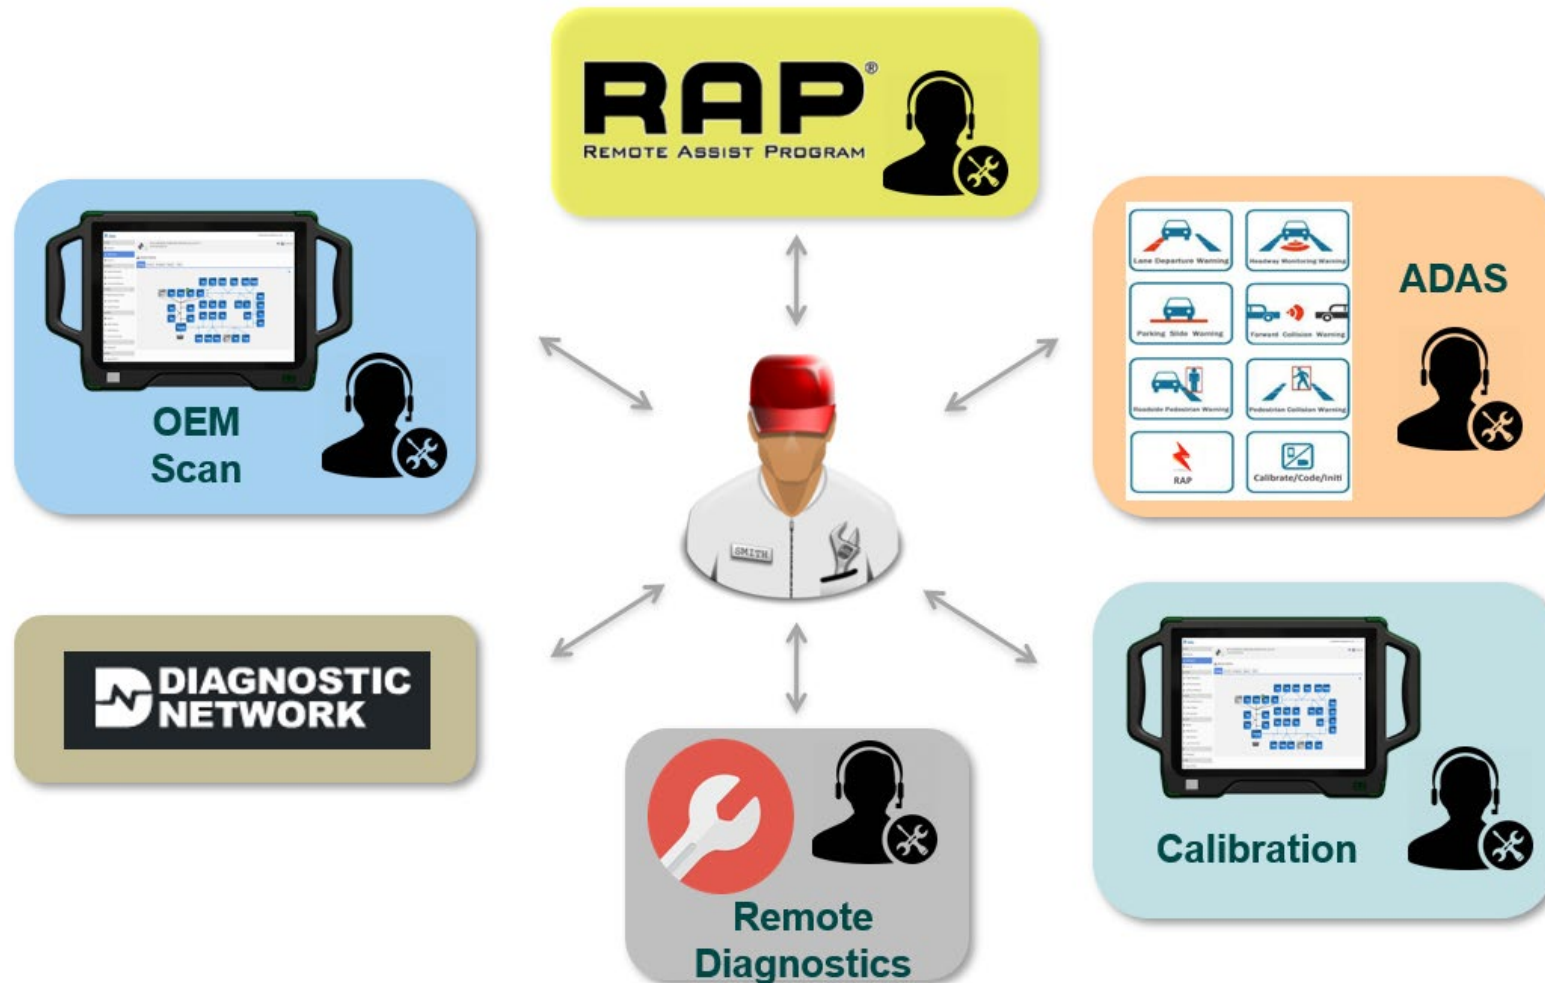 RAP®
REMOTE ASSIST PROGRAM
OEM
Scan
Lane Departure Warning
Headway Monitoring Warning
Parking Slide Warning
Forward Collision Warning
Roadside Pedestrian Warning
Pedestrian Collision Warning
RAP
Calibrate/Code/Initi
ADAS
SMITH
DIAGNOSTIC
NETWORK
Remote
Diagnostics
Calibration